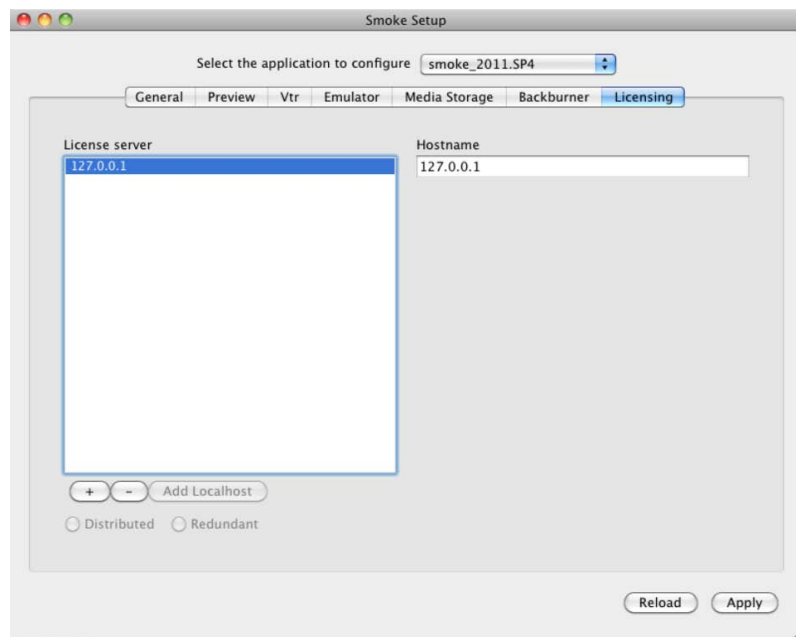 Smoke Setup
Select the application to configure smoke_2011.SP4
General Preview Vtr Emulator Media Storage Backburner Licensing
License server Hostname
127.0.0.1 127.0.0.1
+ - Add Localhost
Distributed Redundant
Reload Apply